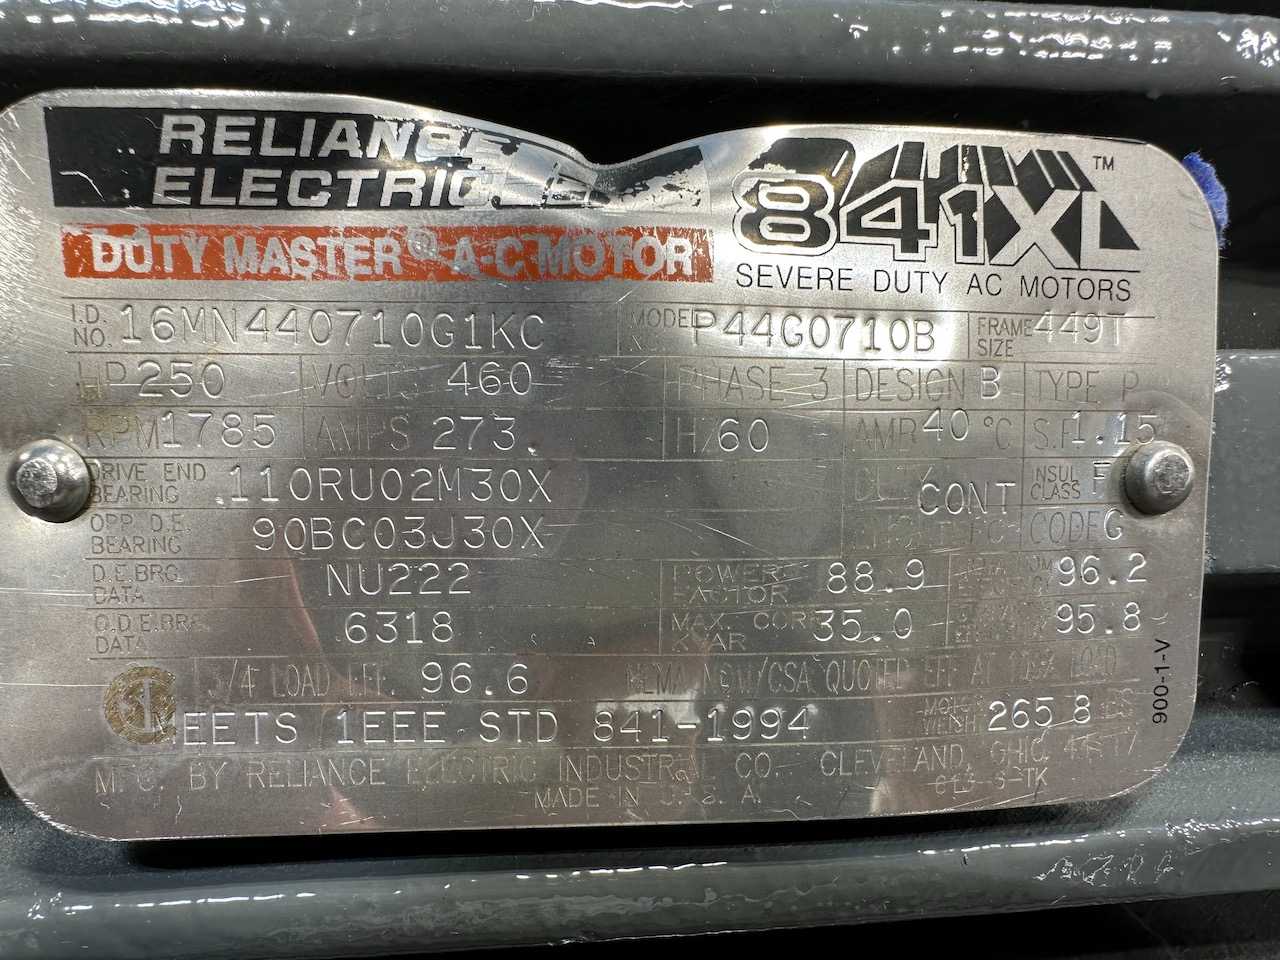 RELIANCE
ELECTRIC
841XL™
DUTY MASTER® A-C MOTOR
SEVERE DUTY AC MOTORS
I.D. NO. 16MN440710G1KC MODEL P44G0710B FRAME SIZE 449T
HP 250 VOLTS 460 PHASE 3 DESIGN B TYPE P
RPM 1785 AMPS 273. HZ 60 AMB 40 °C S.F. 1.15
DRIVE END BEARING 110RU02M30X CONT INSUL CLASS F
OPP. D.E. BEARING 90BC03J30X CODE G
D.E. BRG. DATA NU222 POWER FACTOR 88.9 96.2
O.D.E. BRG. DATA 6318 MAX. CORR. KVAR 35.0 95.8
3/4 LOAD EFF. 96.6 NEMA NOM/CSA QUOTED EFF AT 100% LOAD
MEETS 1EEE STD 841-1994 MOTOR WEIGHT 2658 LBS
MFG. BY RELIANCE ELECTRIC INDUSTRIAL CO. CLEVELAND, OHIO 44117
MADE IN U.S.A.
900-1-V